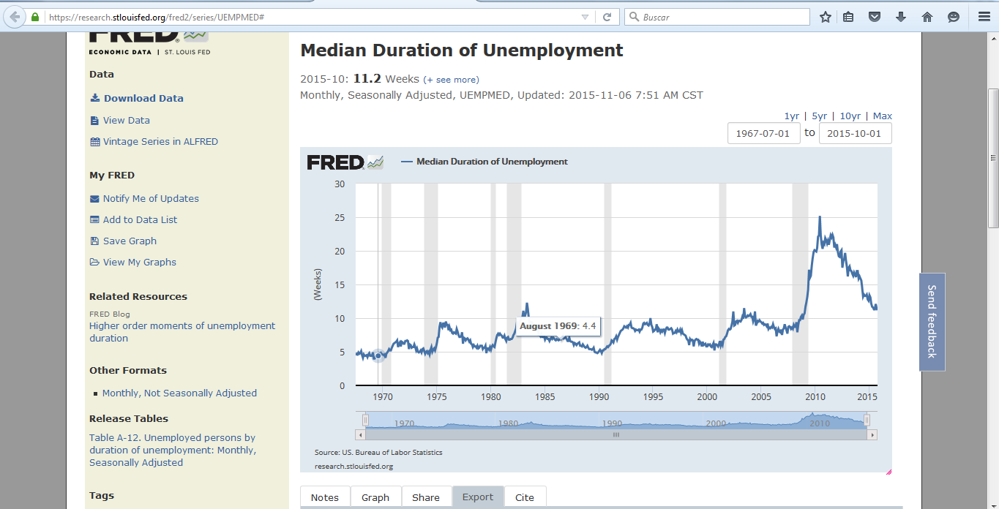 https://research.stlouisfed.org/fred2/series/UEMPMED#
Buscar
FRED
ECONOMIC DATA | ST. LOUIS FED
Data
Download Data
View Data
Vintage Series in ALFRED
My FRED
Notify Me of Updates
Add to Data List
Save Graph
View My Graphs
Related Resources
FRED Blog
Higher order moments of unemployment
duration
Other Formats
Monthly, Not Seasonally Adjusted
Release Tables
Table A-12. Unemployed persons by
duration of unemployment: Monthly,
Seasonally Adjusted
Tags
Median Duration of Unemployment
2015-10: 11.2 Weeks (+ see more)
Monthly, Seasonally Adjusted, UEMPMED, Updated: 2015-11-06 7:51 AM CST
1yr | 5yr | 10yr | Max
1967-07-01 to 2015-10-01
FRED
Median Duration of Unemployment
30
25
20
15
10
5
0
(Weeks)
August 1969: 4.4
1970 1975 1980 1985 1990 1995 2000 2005 2010 2015
1970 1980 1990 2000 2010
Source: US. Bureau of Labor Statistics
research.stlouisfed.org
Notes Graph Share Export Cite
Send feedback